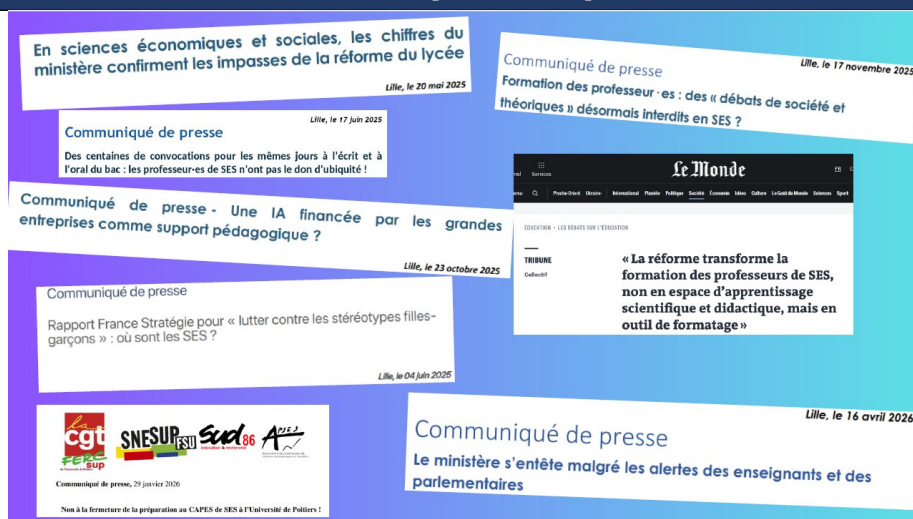 En sciences économiques et sociales, les chiffres du
ministère confirment les impasses de la réforme du lycée
Lille, le 20 mai 2025
Lille, le 17 juin 2025
Communiqué de presse
Des centaines de convocations pour les mêmes jours à l'écrit et à
l'oral du bac : les professeur·es de SES n'ont pas le don d'ubiquité !
Communiqué de presse - Une IA financée par les grandes
entreprises comme support pédagogique ?
Lille, le 23 octobre 2025
Communiqué de presse
Rapport France Stratégie pour « lutter contre les stéréotypes filles-
garçons » : où sont les SES ?
Lille, le 04 juin 2025
la
cgt
FERC
sup
SNESUP FSU
Sud 86
APSES
Communiqué de presse, 29 janvier 2026
Non à la fermeture de la préparation au CAPES de SES à l'Université de Poitiers !
Lille, le 17 novembre 2025
Communiqué de presse
Formation des professeur·es : des « débats de société et
théoriques » désormais interdits en SES ?
Services
Le Monde
Proche-Orient Ukraine International Planète Politique Société Économie Idées Culture Le Goût du Monde Sciences Sport
ÉDUCATION • LES DÉBATS SUR L'ÉDUCATION
TRIBUNE
Collectif
« La réforme transforme la
formation des professeurs de SES,
non en espace d'apprentissage
scientifique et didactique, mais en
outil de formatage »
Lille, le 16 avril 2026
Communiqué de presse
Le ministère s'entête malgré les alertes des enseignants et des
parlementaires